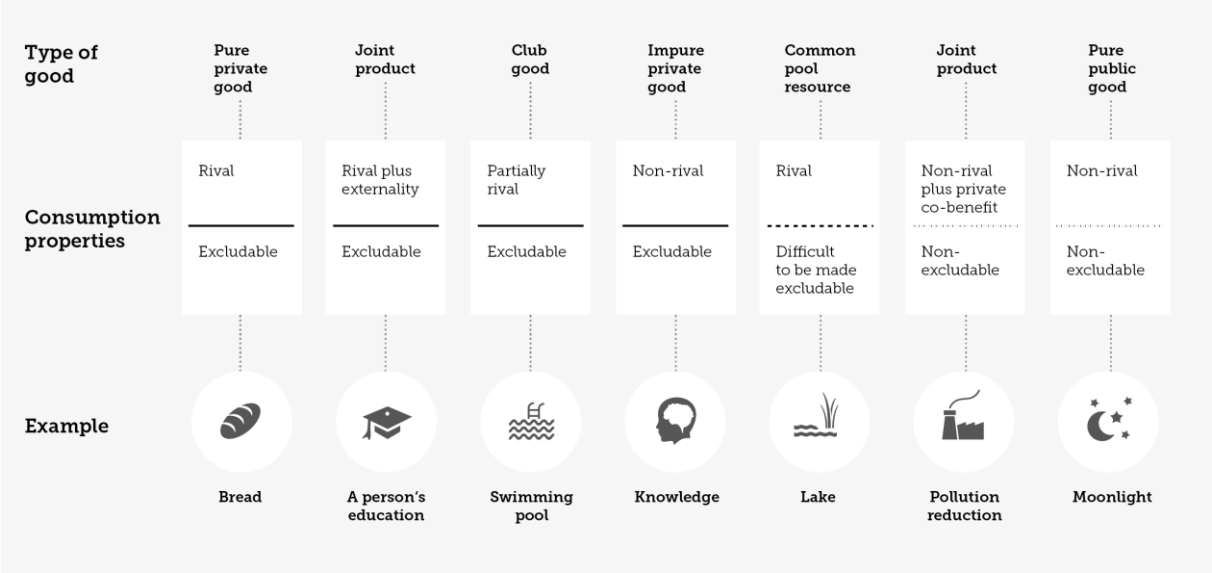 Type of
good
Pure
private
good
Joint
product
Club
good
Impure
private
good
Common
pool
resource
Joint
product
Pure
public
good
Consumption
properties
Rival
Excludable
Rival plus
externality
Excludable
Partially
rival
Excludable
Non-rival
Excludable
Rival
Difficult
to be made
excludable
Non-rival
plus private
co-benefit
Non-
excludable
Non-rival
Non-
excludable
Example
Bread
A person’s
education
Swimming
pool
Knowledge
Lake
Pollution
reduction
Moonlight